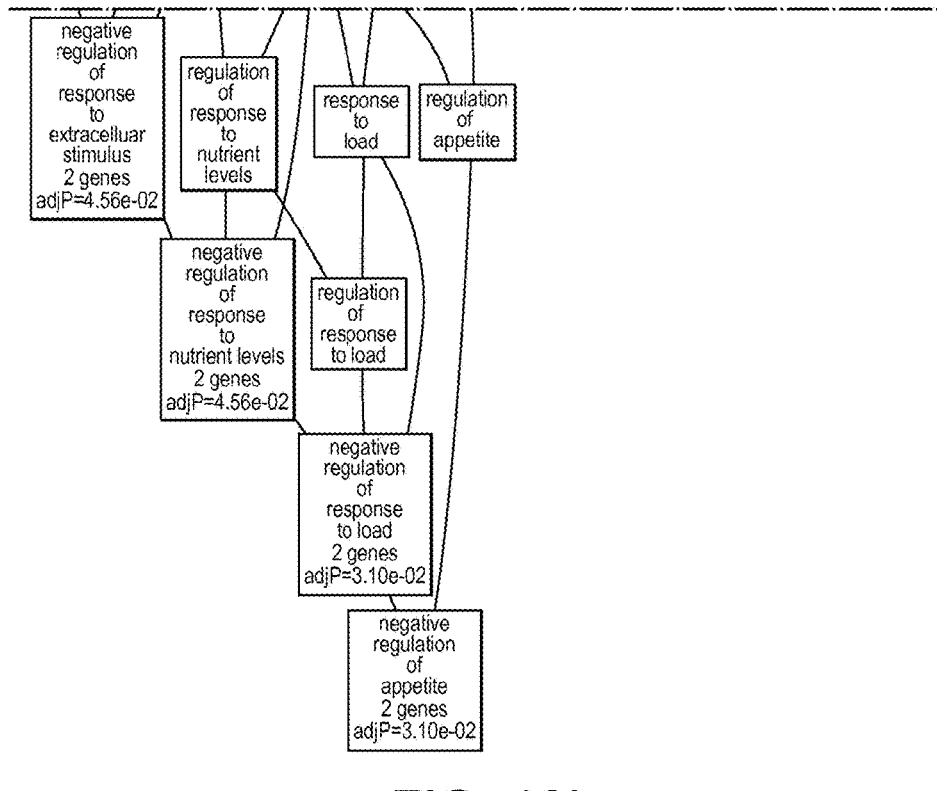 negative
regulation
of
response
to
extracelluar
stimulus
2 genes
adjP=4.56e-02
regulation
of
response
to
nutrient
levels
response
to
load
regulation
of
appetite
negative
regulation
of
response
to
nutrient levels
2 genes
adjP=4.56e-02
regulation
of
response
to load
negative
regulation
of
response
to load
2 genes
adjP=3.10e-02
negative
regulation
of
appetite
2 genes
adjP=3.10e-02